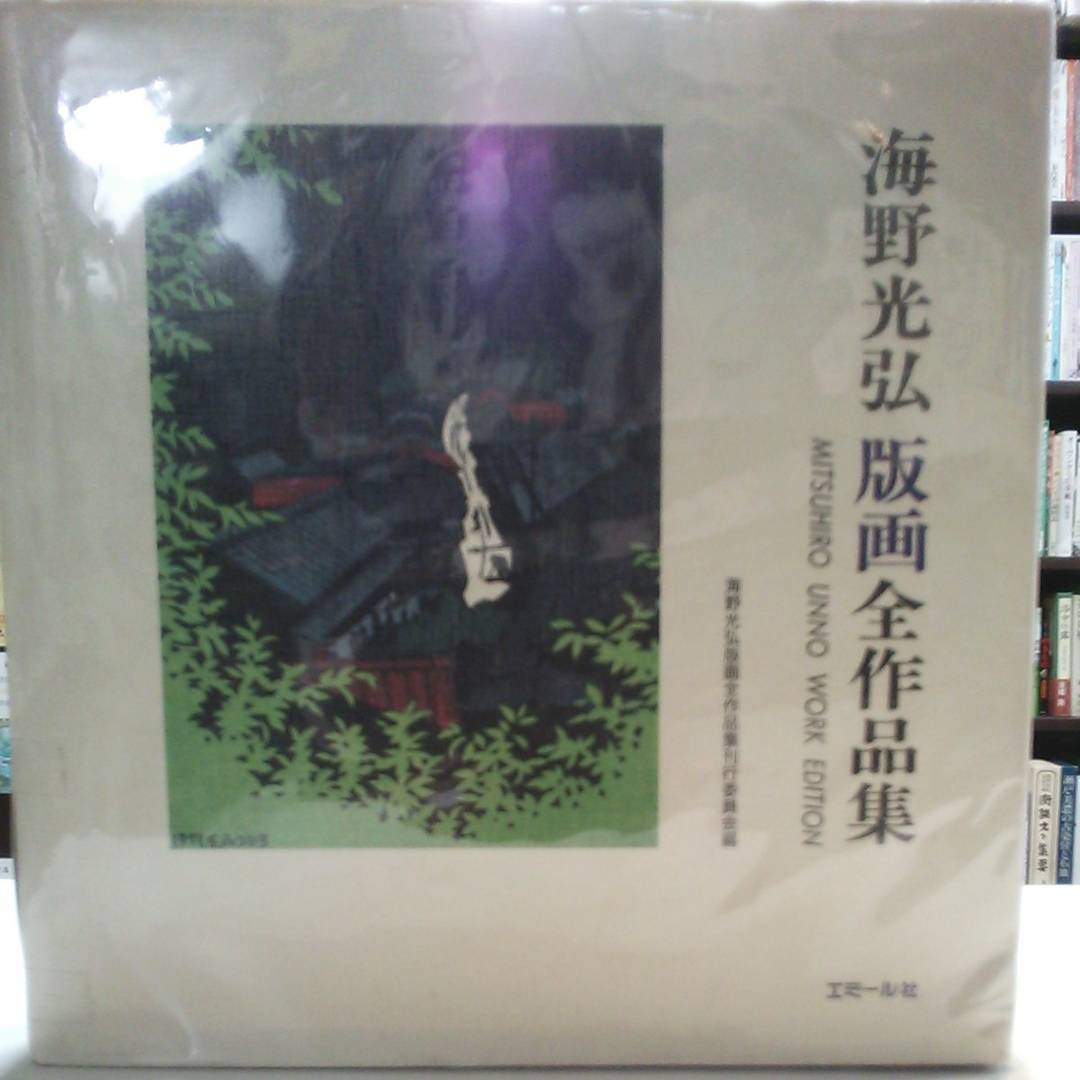 海野光弘 版画全作品集
MITSUHIRO UNNO WORK EDITION
海野光弘版画全作品集刊行委員会編
エミール社